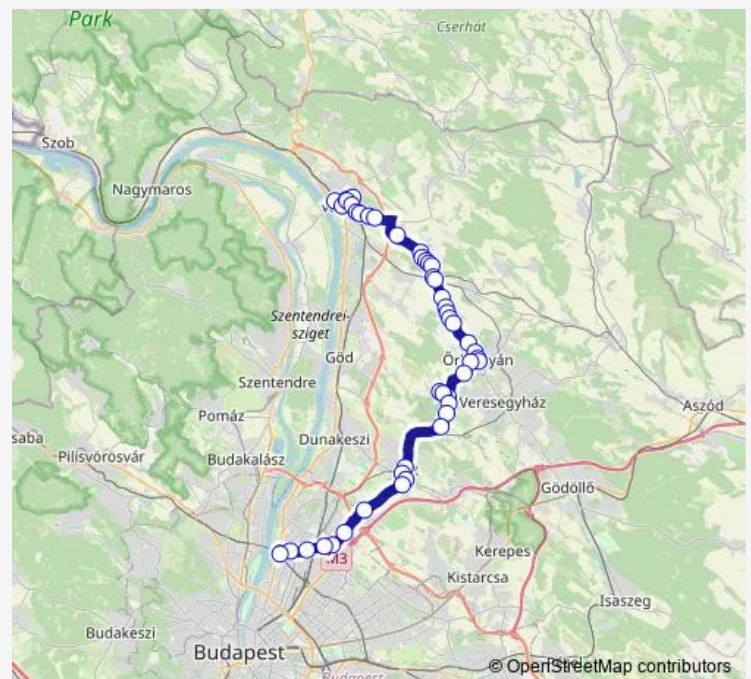 Park
Cserhát
Szob
Nagymaros
Szentendrei-
sziget
Göd
Szentendre
Veresegyház
Pomáz
Aszód
Dunakeszi
Budakalász
Pilisvörösvár
Gödöllő
M3
Kerepes
Kistarcsa
Isaszeg
Budakeszi
Budapest
© OpenStreetMap contributors